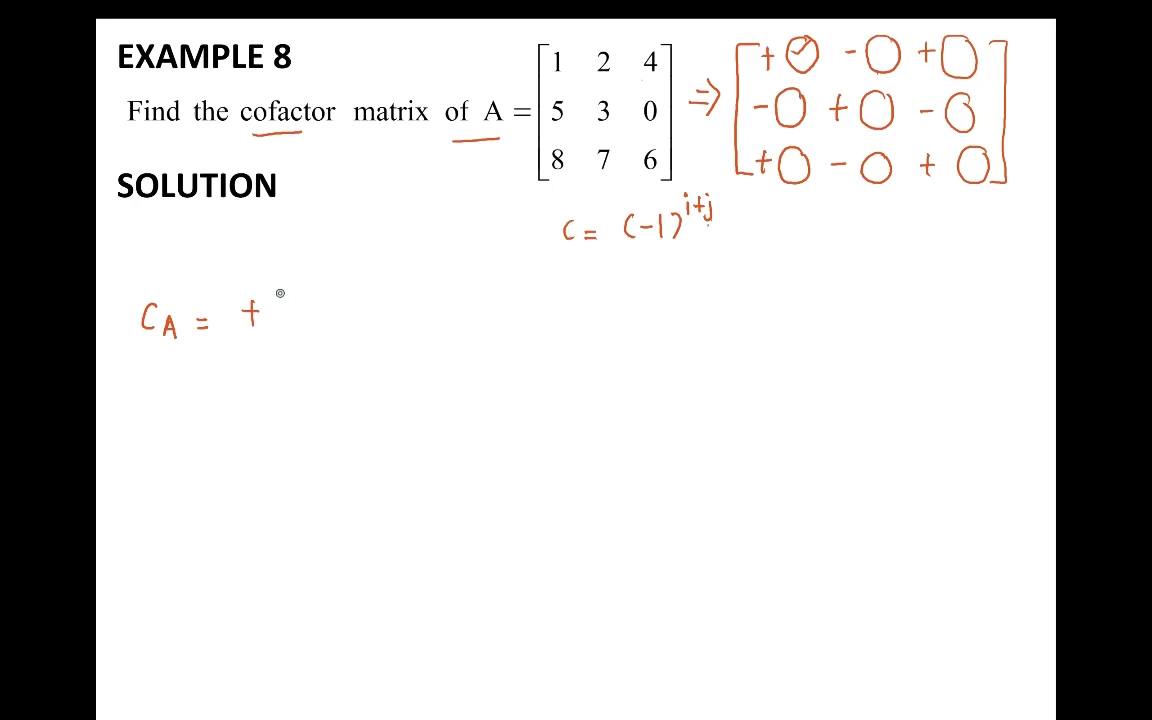 EXAMPLE 8
Find the cofactor matrix of A = [1 2 4
5 3 0
8 7 6] ⇒ [+ ○ - ○ + ○
- ○ + ○ - ○
+ ○ - ○ + ○]
SOLUTION
C = (-1)^{i+j}
C_A = +